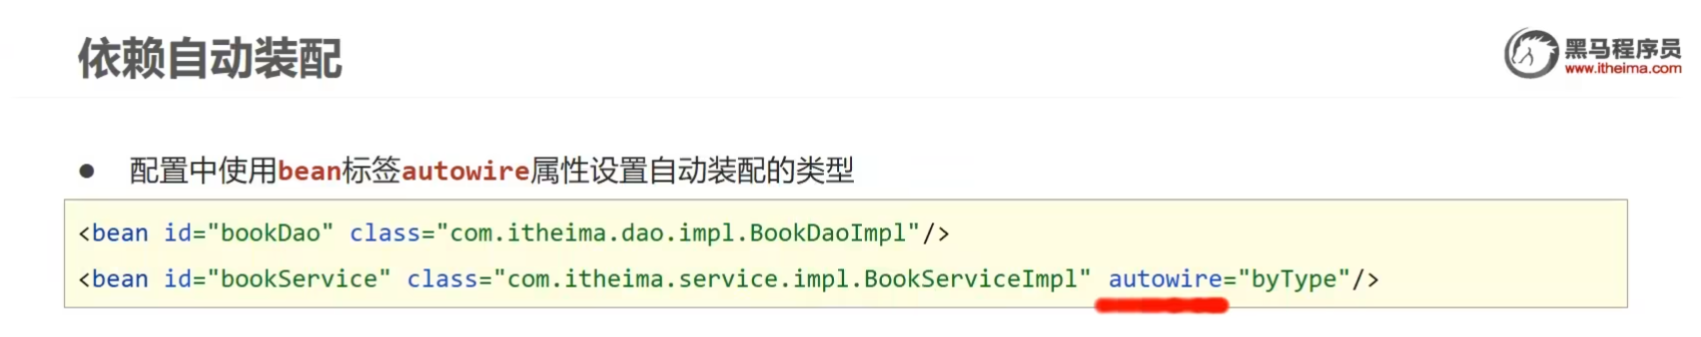 依赖自动装配
黑马程序员
www.itheima.com
● 配置中使用bean标签autowire属性设置自动装配的类型
<bean id="bookDao" class="com.itheima.dao.impl.BookDaoImpl"/>
<bean id="bookService" class="com.itheima.service.impl.BookServiceImpl" autowire="byType"/>